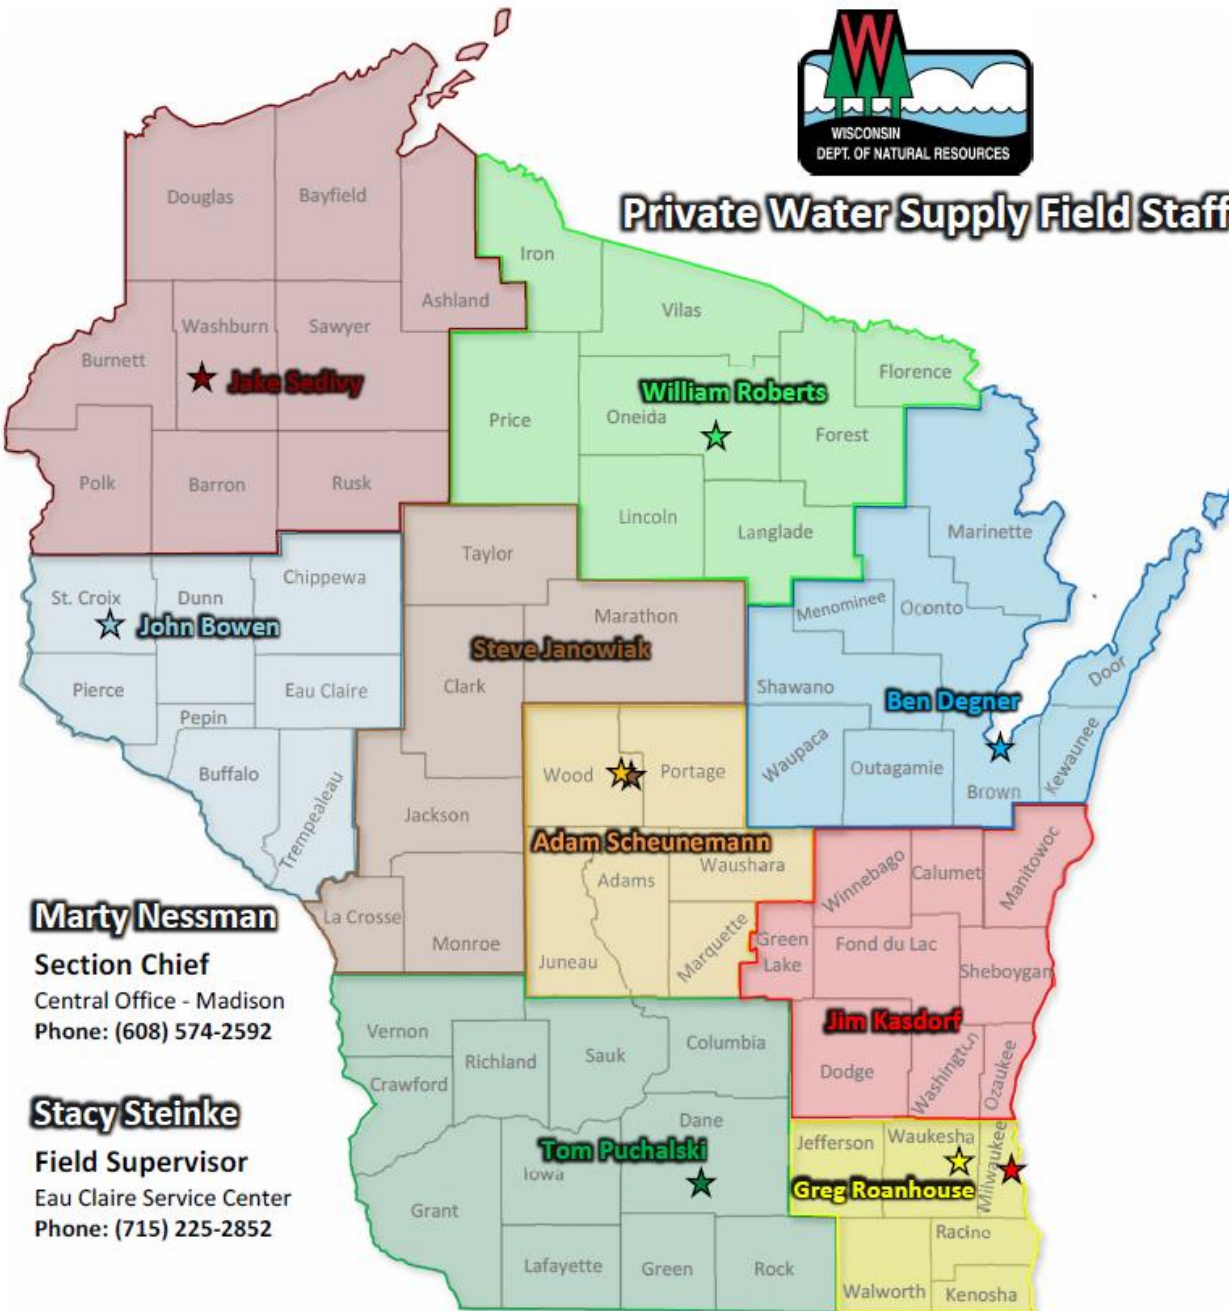 WISCONSIN
DEPT. OF NATURAL RESOURCES
Private Water Supply Field Staff
Douglas
Bayfield
Ashland
Washburn
Sawyer
Burnett
Jake Sedivy
Polk
Barron
Rusk
Iron
Vilas
Florence
William Roberts
Price
Oneida
Forest
Lincoln
Langlade
Marinette
Menominee
Oconto
Shawano
Door
Ben Degner
Waupaca
Outagamie
Brown
Kewaunee
Taylor
Marathon
Steve Janowiak
Clark
Jackson
La Crosse
Monroe
Chippewa
St. Croix
Dunn
John Bowen
Pierce
Eau Claire
Pepin
Buffalo
Trempealeau
Wood
Portage
Adam Scheunemann
Adams
Waushara
Juneau
Marquette
Winnebago
Calumet
Manitowoc
Green
Lake
Fond du Lac
Sheboygan
Jim Kasdorf
Dodge
Washington
Ozaukee
Vernon
Richland
Sauk
Columbia
Crawford
Dane
Tom Puchalski
Iowa
Grant
Lafayette
Green
Rock
Jefferson
Waukesha
Milwaukee
Greg Roanhouse
Racine
Walworth
Kenosha
Marty Nessman
Section Chief
Central Office - Madison
Phone: (608) 574-2592
Stacy Steinke
Field Supervisor
Eau Claire Service Center
Phone: (715) 225-2852